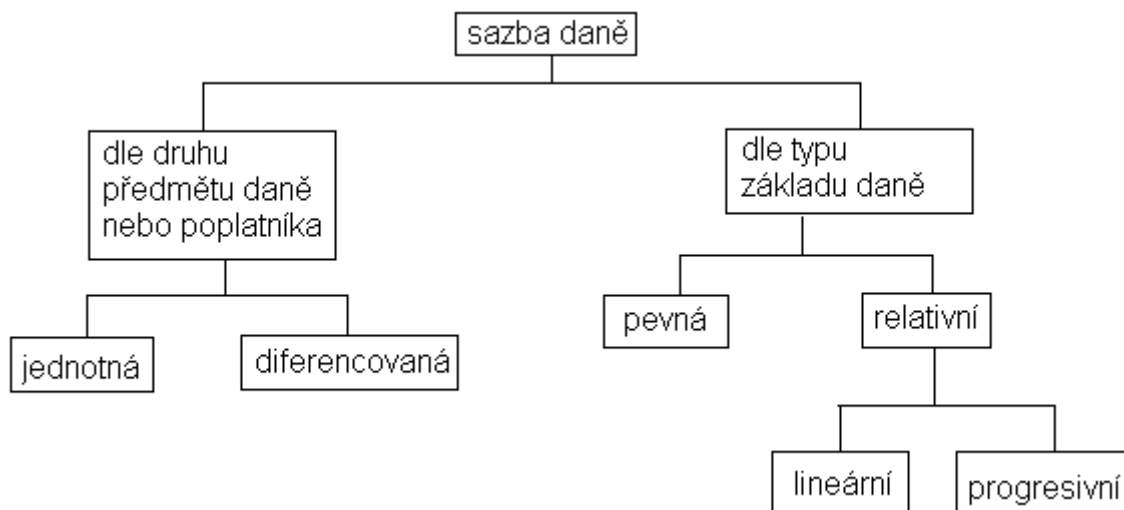 sazba daně
dle druhu
předmětu daně
nebo poplatníka
dle typu
základu daně
jednotná
diferencovaná
pevná
relativní
lineární
progresivní